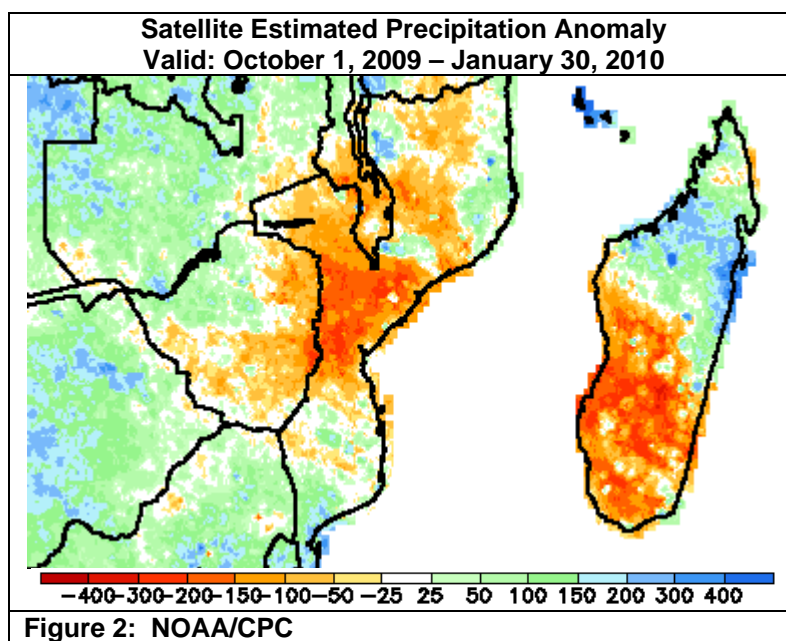 Satellite Estimated Precipitation Anomaly
Valid: October 1, 2009 – January 30, 2010
-400-300-200-150-100-50 -25 25 50 100 150 200 300 400
Figure 2: NOAA/CPC